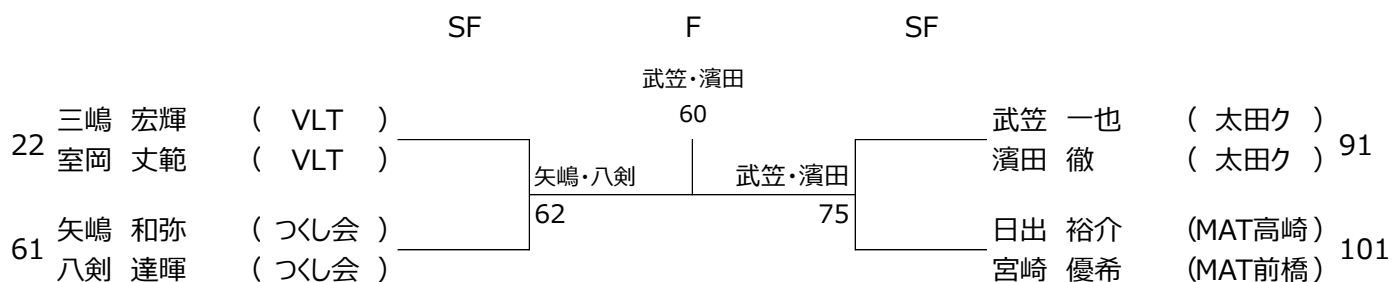 SF F SF
武笠・濱田
60
22
三嶋 宏輝 ( VLT )
室岡 丈範 ( VLT )
矢嶋・八剣
62
61
矢嶋 和弥 ( つくし会 )
八剣 達暉 ( つくし会 )
武笠 一也 ( 太田ク )
濱田 徹 ( 太田ク )
91
武笠・濱田
75
日出 裕介 (MAT高崎)
宮崎 優希 (MAT前橋)
101